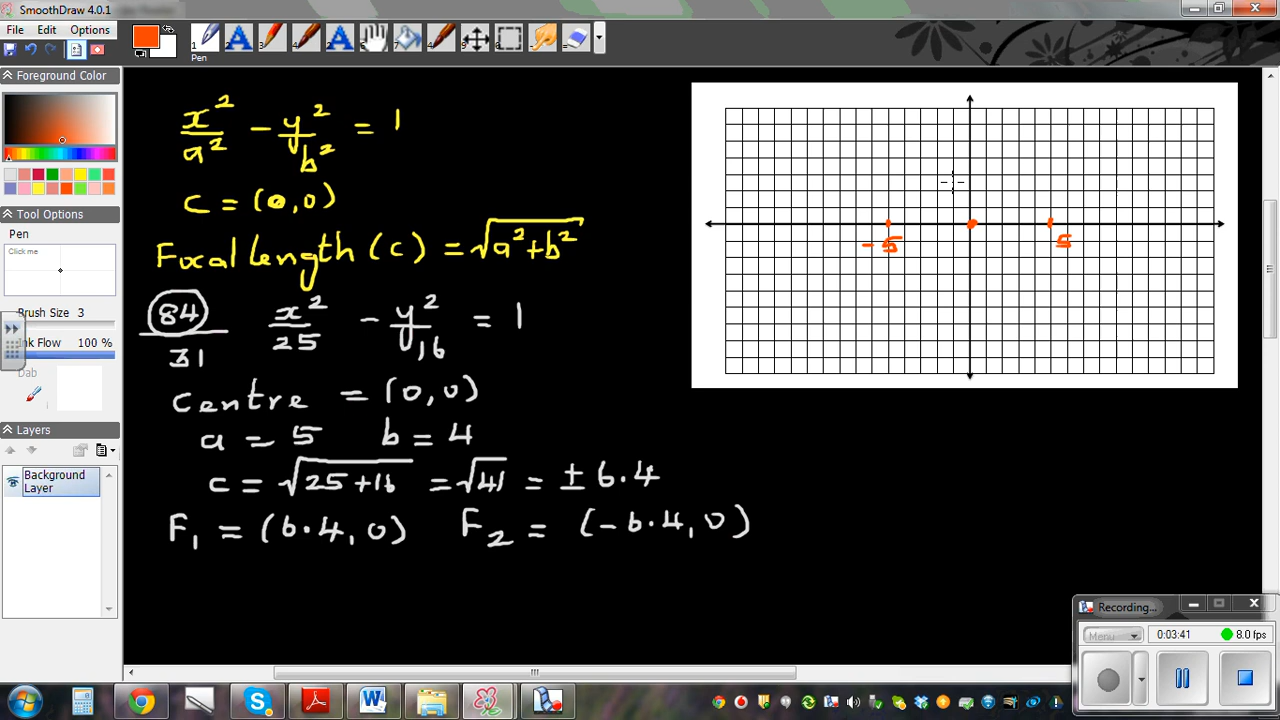 SmoothDraw 4.0.1
File Edit Options
Pen
Foreground Color
Tool Options
Pen
Click me
Brush Size 3
Ink Flow 100 %
Dab
Layers
Background Layer
x²/a² - y²/b² = 1
c = (0,0)
Focal length (c) = √a²+b²
84/31 x²/25 - y²/16 = 1
Centre = (0,0)
a = 5 b = 4
c = √25+16 = √41 = ± 6.4
F₁ = (6.4,0) F₂ = (-6.4,0)
-5 5
Recording...
Menu
0:03:41 8.0 fps